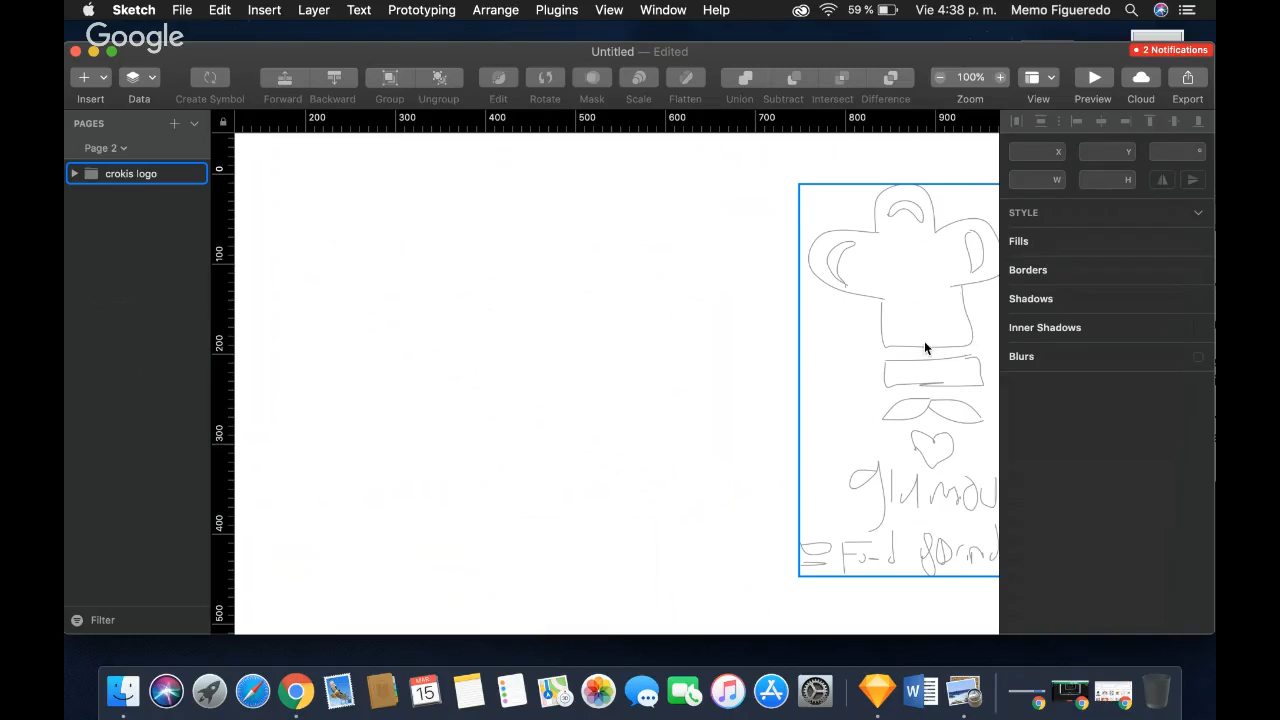 Sketch File Edit Insert Layer Text Prototyping Arrange Plugins View Window Help 59 % Vie 4:38 p. m. Memo Figueredo
Google
Untitled — Edited
2 Notifications
Insert Data Create Symbol Forward Backward Group Ungroup Edit Rotate Mask Scale Flatten Union Subtract Intersect Difference 100% Zoom View Preview Cloud Export
PAGES
200 300 400 500 600 700 800 900
Page 2
crokis logo
0
100
200
300
400
500
X Y °
W H
STYLE
Fills
Borders
Shadows
Inner Shadows
Blurs
Food
Filter
MAR
15